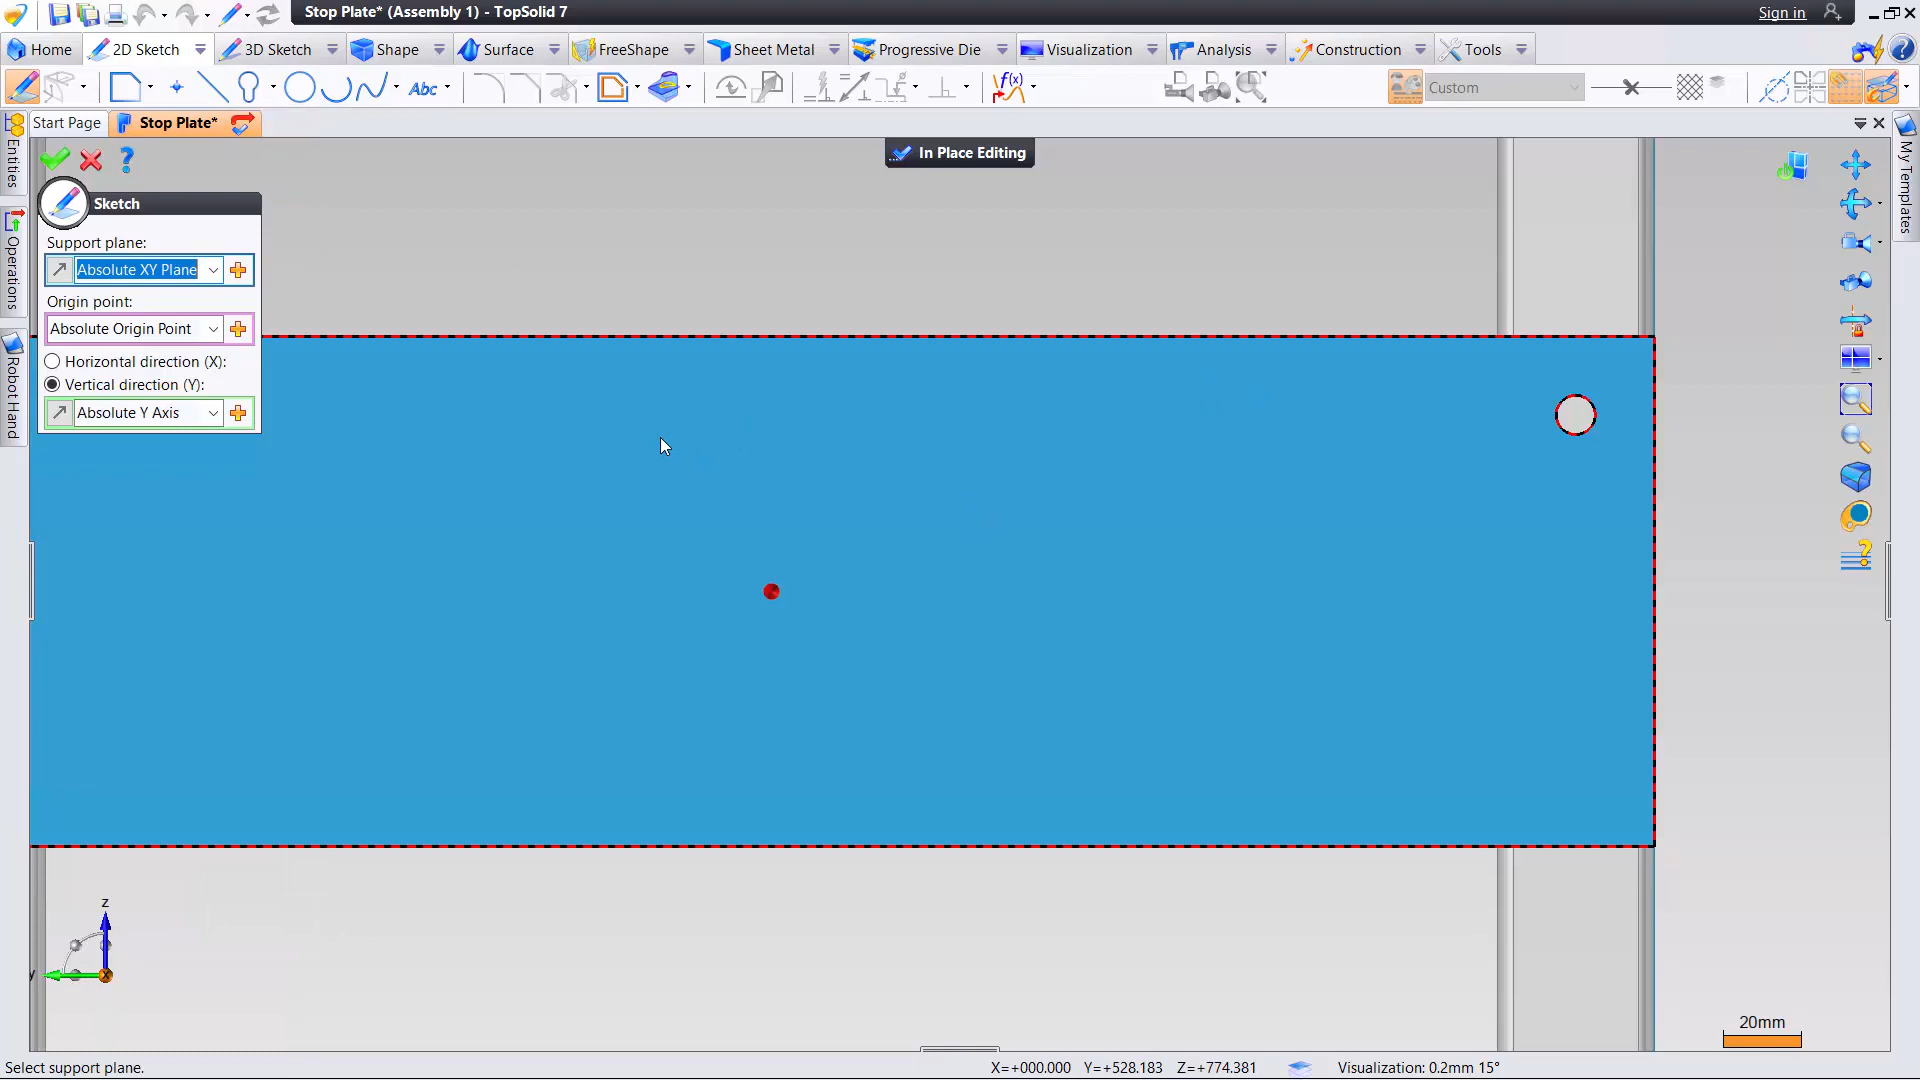 Stop Plate* (Assembly 1) - TopSolid 7
Sign in
Home
2D Sketch
3D Sketch
Shape
Surface
FreeShape
Sheet Metal
Progressive Die
Visualization
Analysis
Construction
Tools
Abc
f(x)
Custom
Start Page
Stop Plate*
In Place Editing
Entities
Operations
Robot Hand
My Templates
Sketch
Support plane:
Absolute XY Plane
Origin point:
Absolute Origin Point
Horizontal direction (X):
Vertical direction (Y):
Absolute Y Axis
z
y
x
20mm
Select support plane.
X=+000.000 Y=+528.183 Z=+774.381
Visualization: 0.2mm 15°